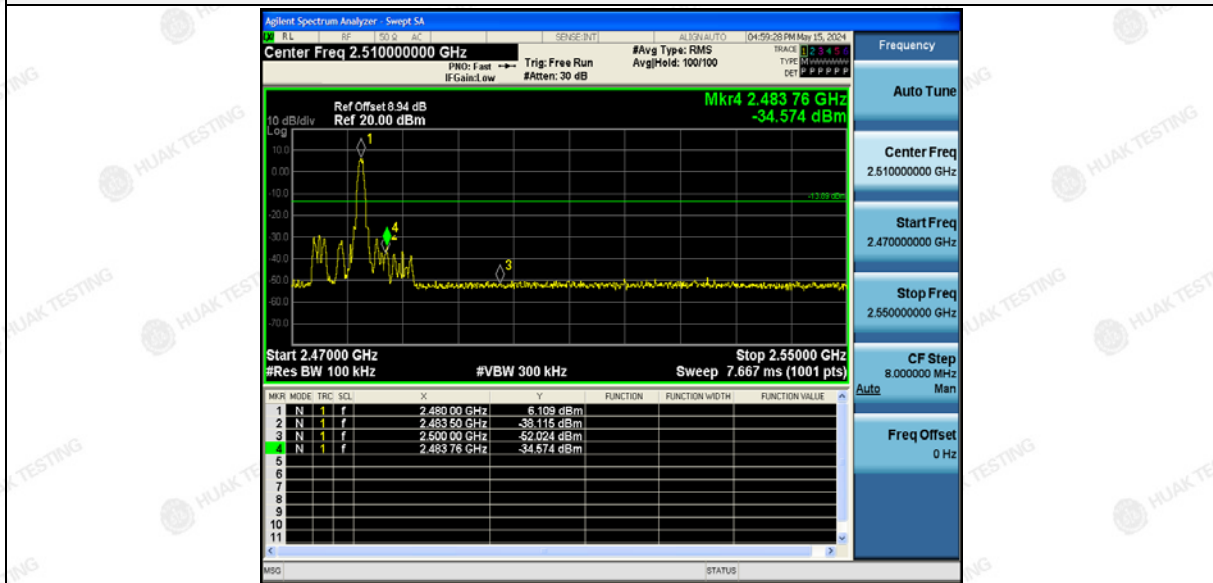 Agilent Spectrum Analyzer - Swept SA
RL RF 50 Ω AC SENSE:INT ALIGN AUTO 04:59:28 PM May 15, 2024
Center Freq 2.510000000 GHz
PNO: Fast
IFGain:Low
Trig: Free Run
#Atten: 30 dB
#Avg Type: RMS
Avg|Hold: 100/100
TRACE 1 2 3 4 5 6
TYPE M
DET P P P P P P
Ref Offset 8.94 dB
10 dB/div Ref 20.00 dBm
Log
Mkr4 2.483 76 GHz
-34.574 dBm
10.0
0.00
-10.0
-20.0
-30.0
-40.0
-50.0
-60.0
-70.0
1
4
2
3
-13.89 dBm
Start 2.47000 GHz Stop 2.55000 GHz
#Res BW 100 kHz #VBW 300 kHz Sweep 7.667 ms (1001 pts)
MKR MODE TRC SCL X Y FUNCTION FUNCTION WIDTH FUNCTION VALUE
1 N 1 f 2.480 00 GHz 6.109 dBm
2 N 1 f 2.483 50 GHz -38.115 dBm
3 N 1 f 2.500 00 GHz -52.024 dBm
4 N 1 f 2.483 76 GHz -34.574 dBm
5
6
7
8
9
10
11
MSG STATUS
Frequency
Auto Tune
Center Freq
2.510000000 GHz
Start Freq
2.470000000 GHz
Stop Freq
2.550000000 GHz
CF Step
8.000000 MHz
Auto Man
Freq Offset
0 Hz
HUAK TESTING
HUAK TESTING
HUAK TESTING
HUAK TESTING
HUAK TESTING